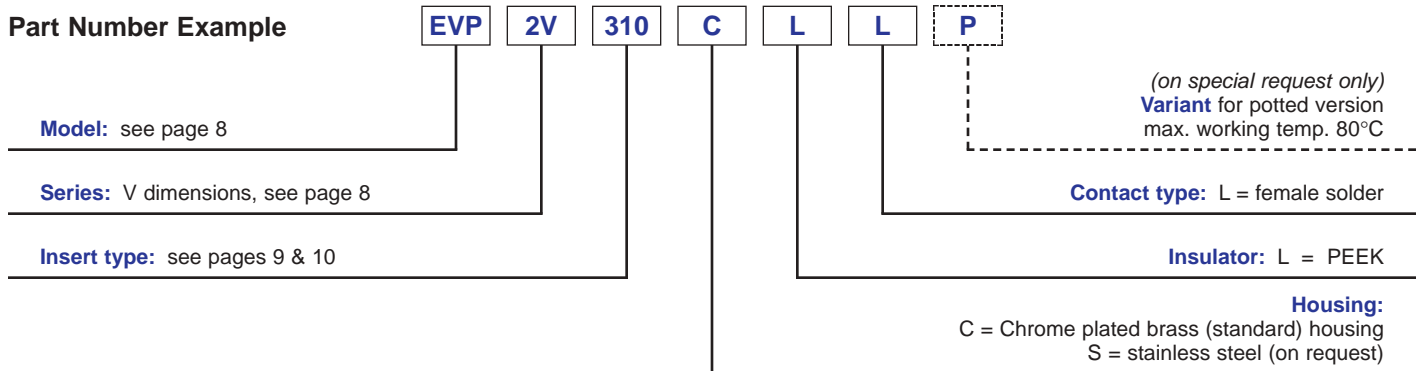 Part Number Example
EVP 2V 310 C L L P
(on special request only)
Variant for potted version
max. working temp. 80°C
Model: see page 8
Series: V dimensions, see page 8
Contact type: L = female solder
Insert type: see pages 9 & 10
Insulator: L = PEEK
Housing:
C = Chrome plated brass (standard) housing
S = stainless steel (on request)